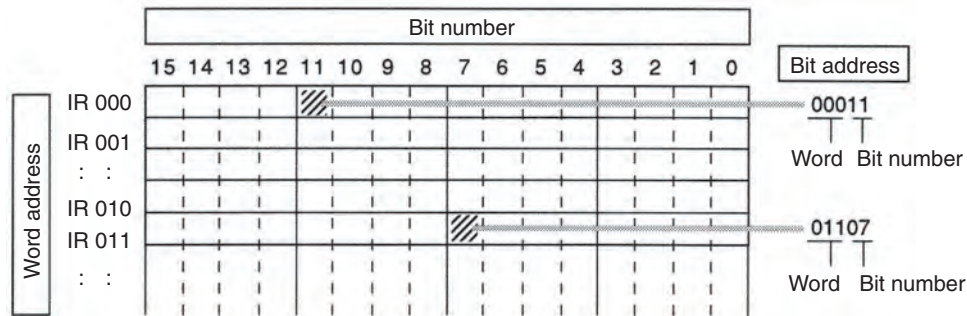 Bit number
15 14 13 12 11 10 9 8 7 6 5 4 3 2 1 0
Bit address
Word address
IR 000
00011
Word Bit number
IR 001
: :
IR 010
IR 011
01107
Word Bit number
: :